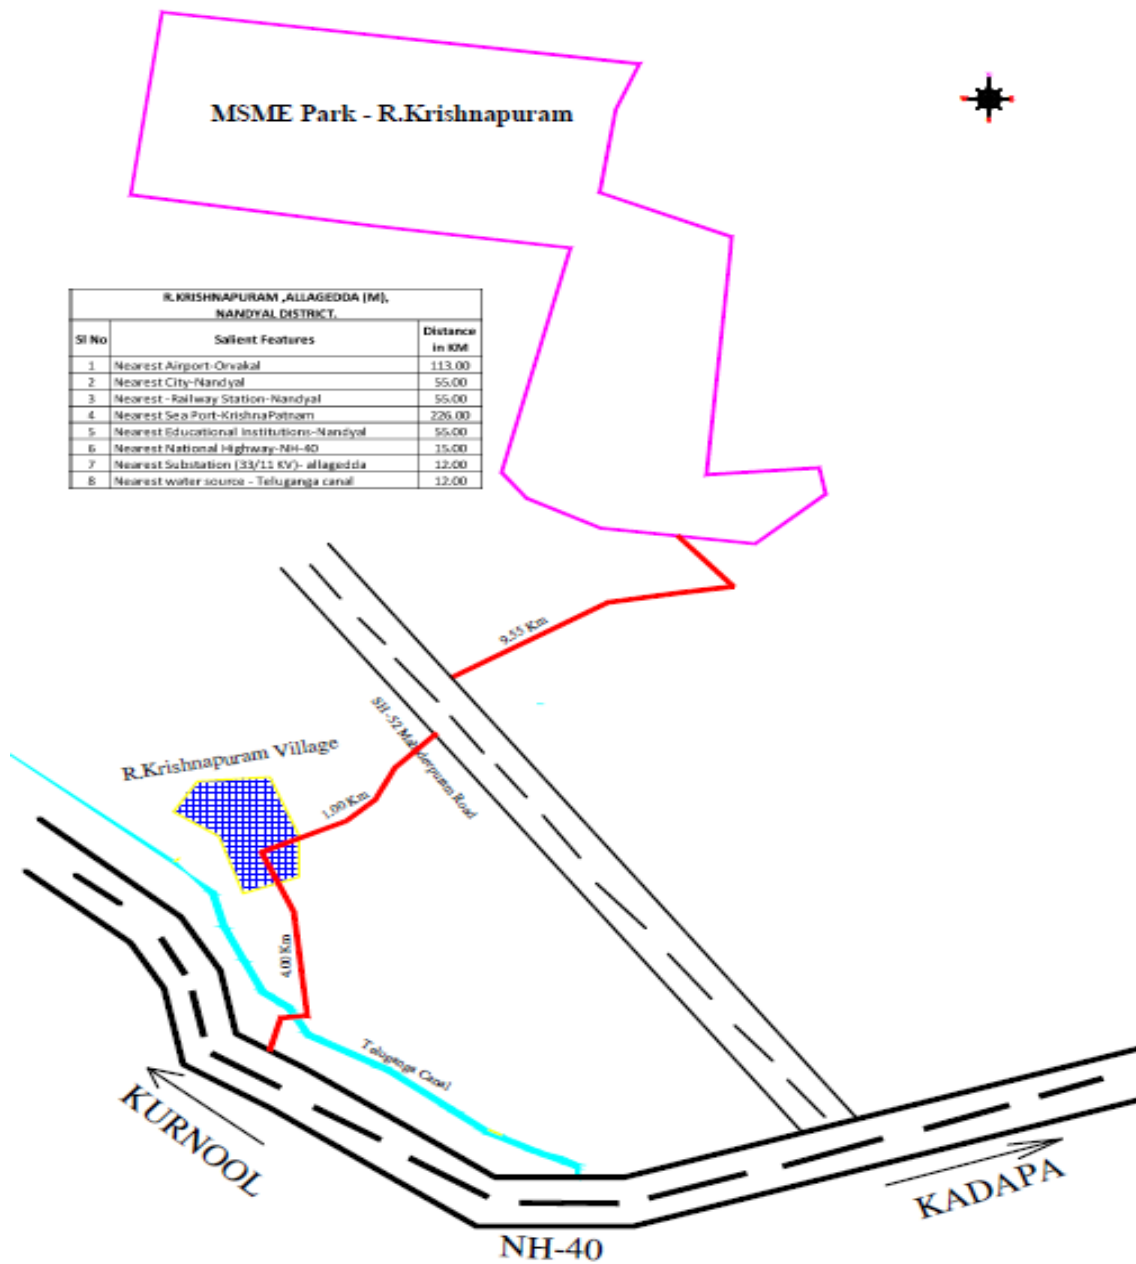 MSME Park - R.Krishnapuram
R.KRISHNAPURAM ,ALLAGEDDA (M),
NANDYAL DISTRICT.
Sl No Salient Features Distance in KM
1 Nearest Airport-Orvakal 113.00
2 Nearest City-Nandyal 55.00
3 Nearest -Railway Station-Nandyal 55.00
4 Nearest Sea Port-KrishnaPatnam 226.00
5 Nearest Educational Institutions-Nandyal 55.00
6 Nearest National Highway-NH-40 15.00
7 Nearest Substation (33/11 KV)- allagedda 12.00
8 Nearest water source - Teluganga canal 12.00
9.55 Km
SH-52 Road
R.Krishnapuram Village
1.00 Km
4.00 Km
Teluganga Canal
KURNOOL
KADAPA
NH-40